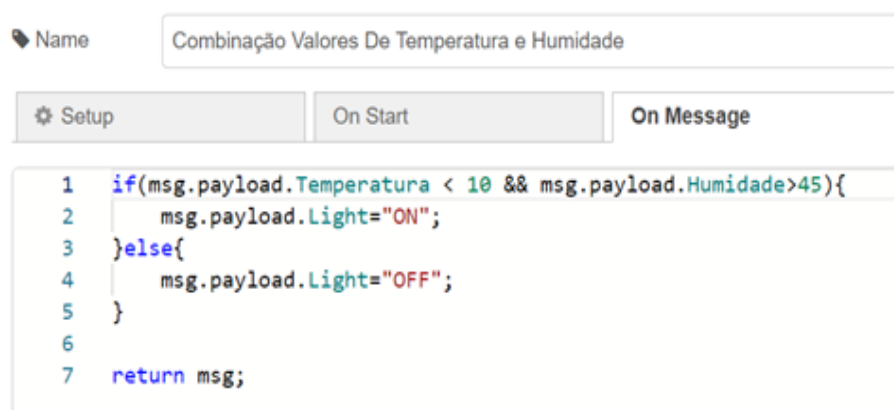 Name
Combinação Valores De Temperatura e Humidade
Setup
On Start
On Message
1 if(msg.payload.Temperatura < 10 && msg.payload.Humidade>45){
2 msg.payload.Light="ON";
3 }else{
4 msg.payload.Light="OFF";
5 }
6
7 return msg;